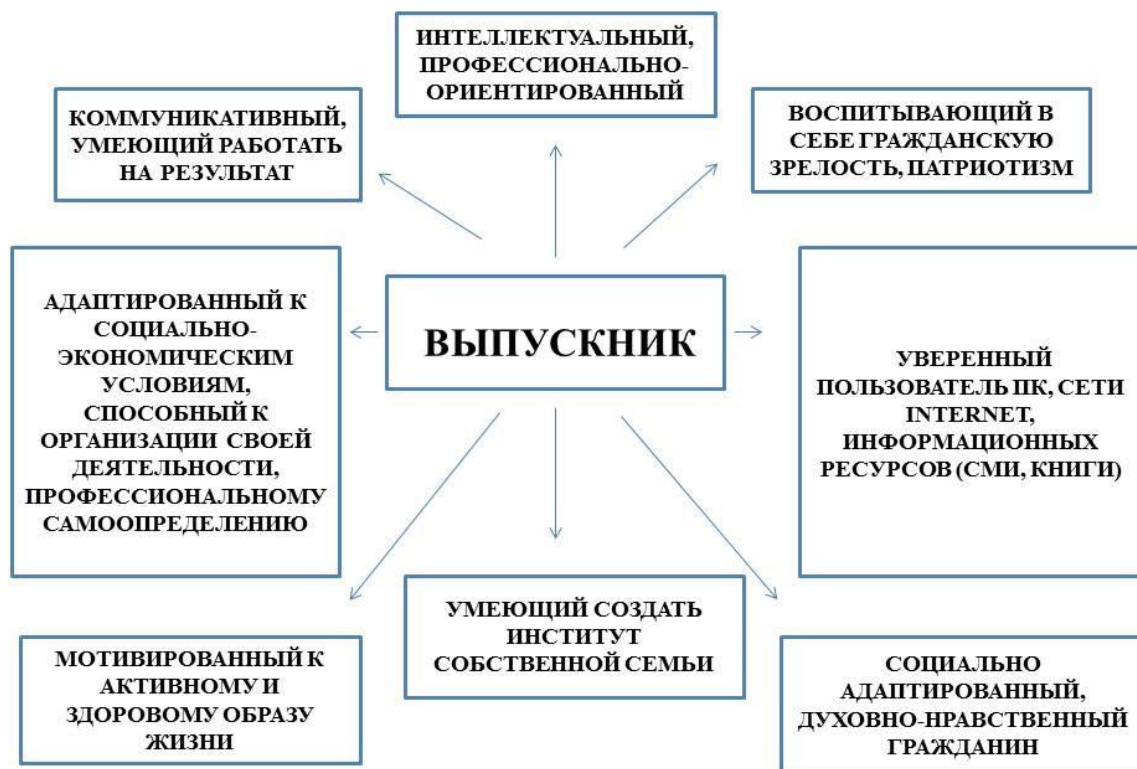 ИНТЕЛЛЕКТУАЛЬНЫЙ,
ПРОФЕССИОНАЛЬНО-
ОРИЕНТИРОВАННЫЙ
КОММУНИКАТИВНЫЙ,
УМЕЮЩИЙ РАБОТАТЬ
НА РЕЗУЛЬТАТ
ВОСПИТЫВАЮЩИЙ В
СЕБЕ ГРАЖДАНСКУЮ
ЗРЕЛОСТЬ, ПАТРИОТИЗМ
АДАПТИРОВАННЫЙ К
СОЦИАЛЬНО-
ЭКОНОМИЧЕСКИМ
УСЛОВИЯМ,
СПОСОБНЫЙ К
ОРГАНИЗАЦИИ СВОЕЙ
ДЕЯТЕЛЬНОСТИ,
ПРОФЕССИОНАЛЬНОМУ
САМООПРЕДЕЛЕНИЮ
ВЫПУСКНИК
УВЕРЕННЫЙ
ПОЛЬЗОВАТЕЛЬ ПК, СЕТИ
INTERNET,
ИНФОРМАЦИОННЫХ
РЕСУРСОВ (СМИ, КНИГИ)
МОТИВИРОВАННЫЙ К
АКТИВНОМУ И
ЗДОРОВОМУ ОБРАЗУ
ЖИЗНИ
УМЕЮЩИЙ СОЗДАТЬ
ИНСТИТУТ
СОБСТВЕННОЙ СЕМЬИ
СОЦИАЛЬНО
АДАПТИРОВАННЫЙ,
ДУХОВНО-НРАВСТВЕННЫЙ
ГРАЖДАНИН